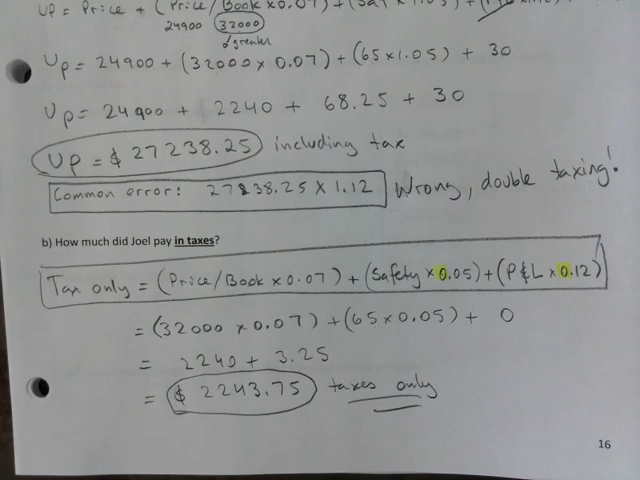 UP = Price + (Price/Book x 0.07) + (Saf x 1.05) +
24900 32000
greater
Up = 24900 + (32000 x 0.07) + (65 x 1.05) + 30
Up = 24900 + 2240 + 68.25 + 30
Up = $ 27238.25 including tax
Common error: 27238.25 X 1.12 Wrong, double taxing!
b) How much did Joel pay in taxes?
Tax only = (Price/Book x 0.07) + (Safety x 0.05) + (P&L x 0.12)
= (32000 x 0.07) + (65 x 0.05) + 0
= 2240 + 3.25
= $ 2243.75 taxes only
16